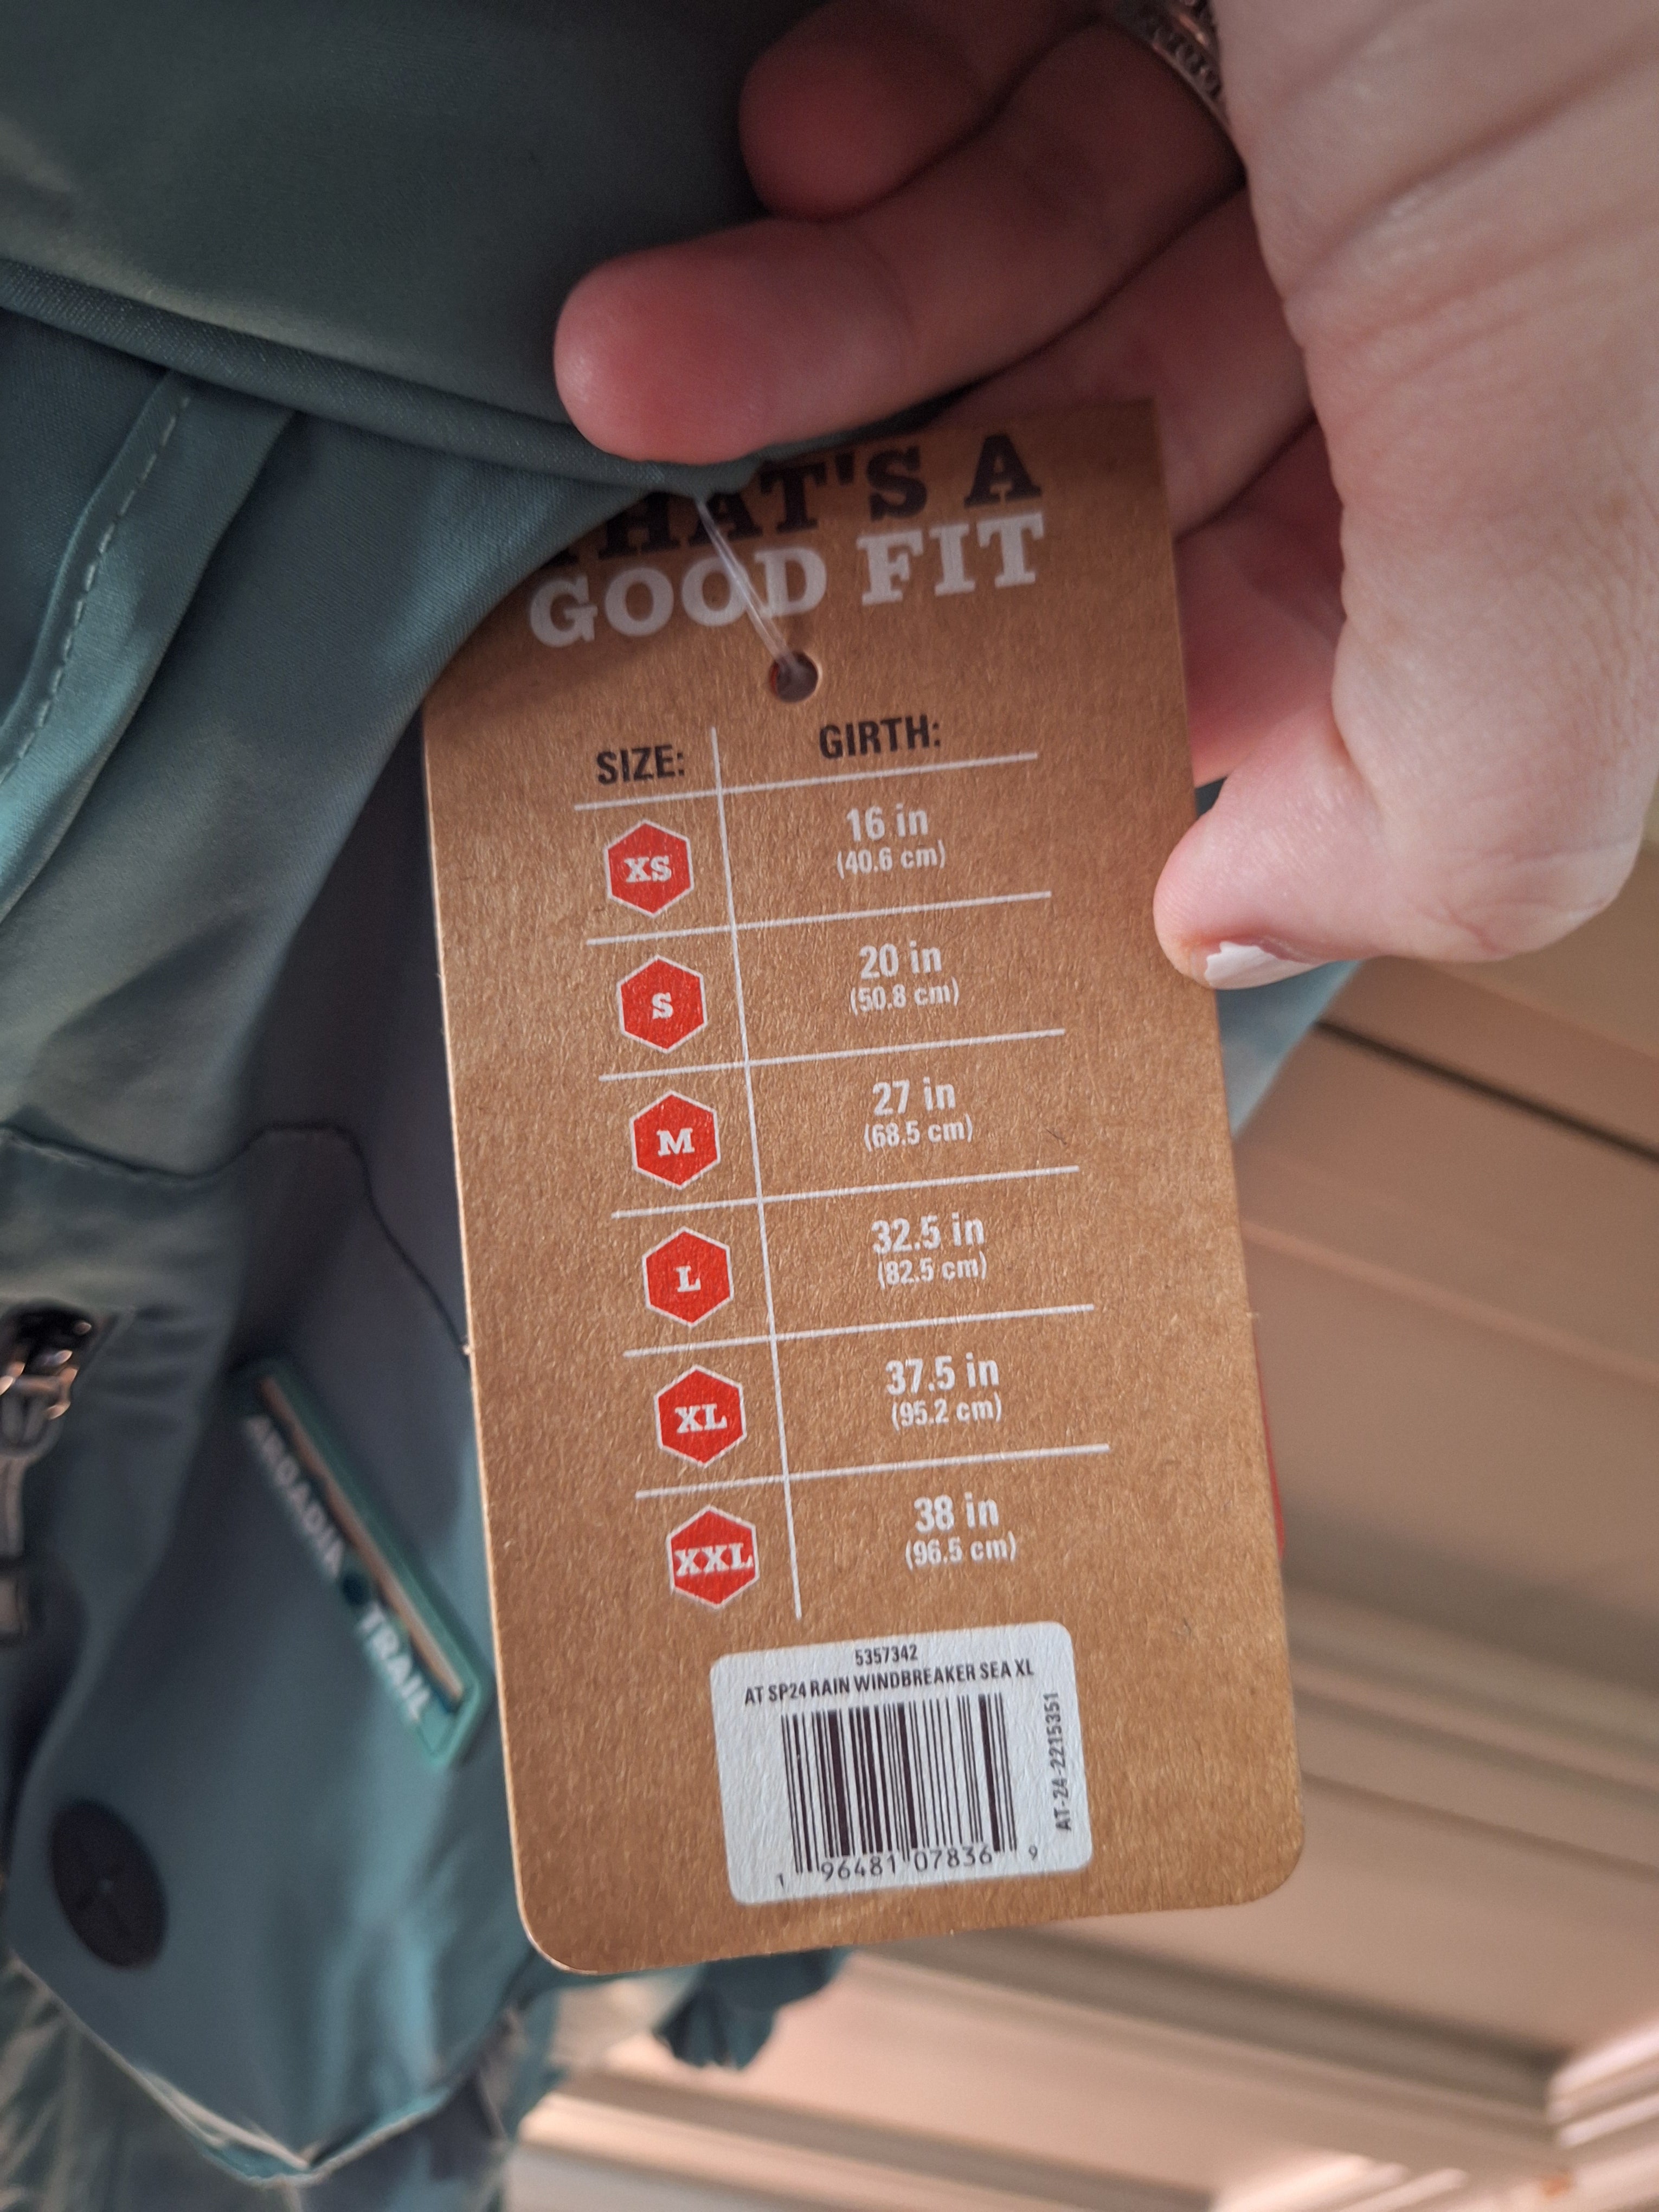 THAT'S A
GOOD FIT
SIZE: GIRTH:
XS 16 in
(40.6 cm)
S 20 in
(50.8 cm)
M 27 in
(68.5 cm)
L 32.5 in
(82.5 cm)
XL 37.5 in
(95.2 cm)
XXL 38 in
(96.5 cm)
5357342
AT SP24 RAIN WINDBREAKER SEA XL
AT-24-2215351
1 96481 07836 9
ARCADIA TRAIL